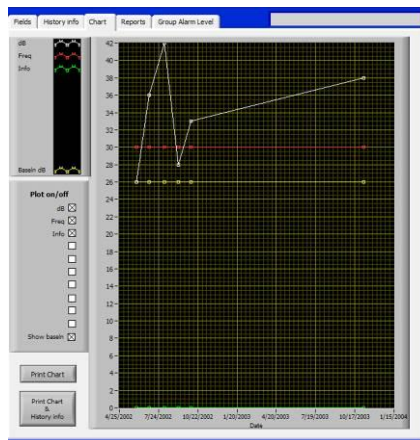 Fields History info Chart Reports Group Alarm Level
dB
Freq
Info
Baseln dB
Plot on/off
dB
Freq
Info
Show baseln
Print Chart
Print Chart
&
History info
42
40
38
36
34
32
30
28
26
24
22
20
18
16
14
12
10
8
6
4
2
0
4/25/2002 7/24/2002 10/22/2002 1/20/2003 4/20/2003 7/19/2003 10/17/2003 1/15/2004
Date